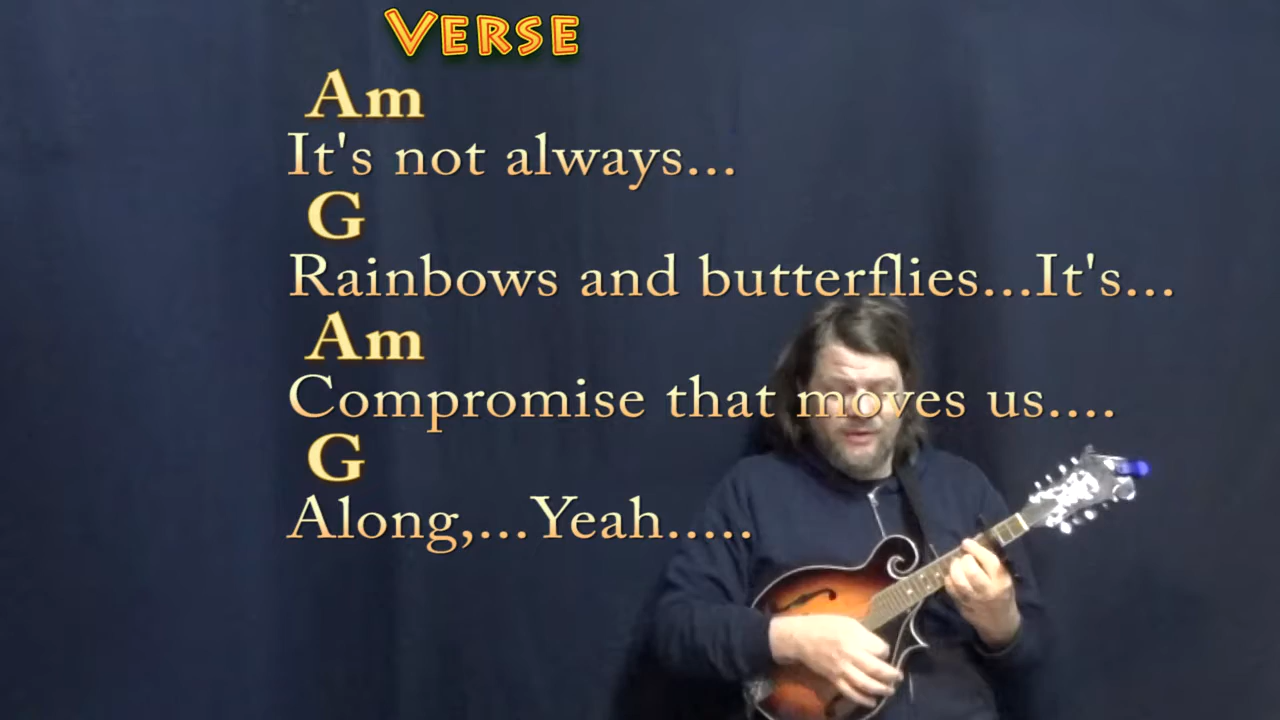 VERSE
Am
It's not always...
G
Rainbows and butterflies...It's...
Am
Compromise that moves us....
G
Along,...Yeah.....